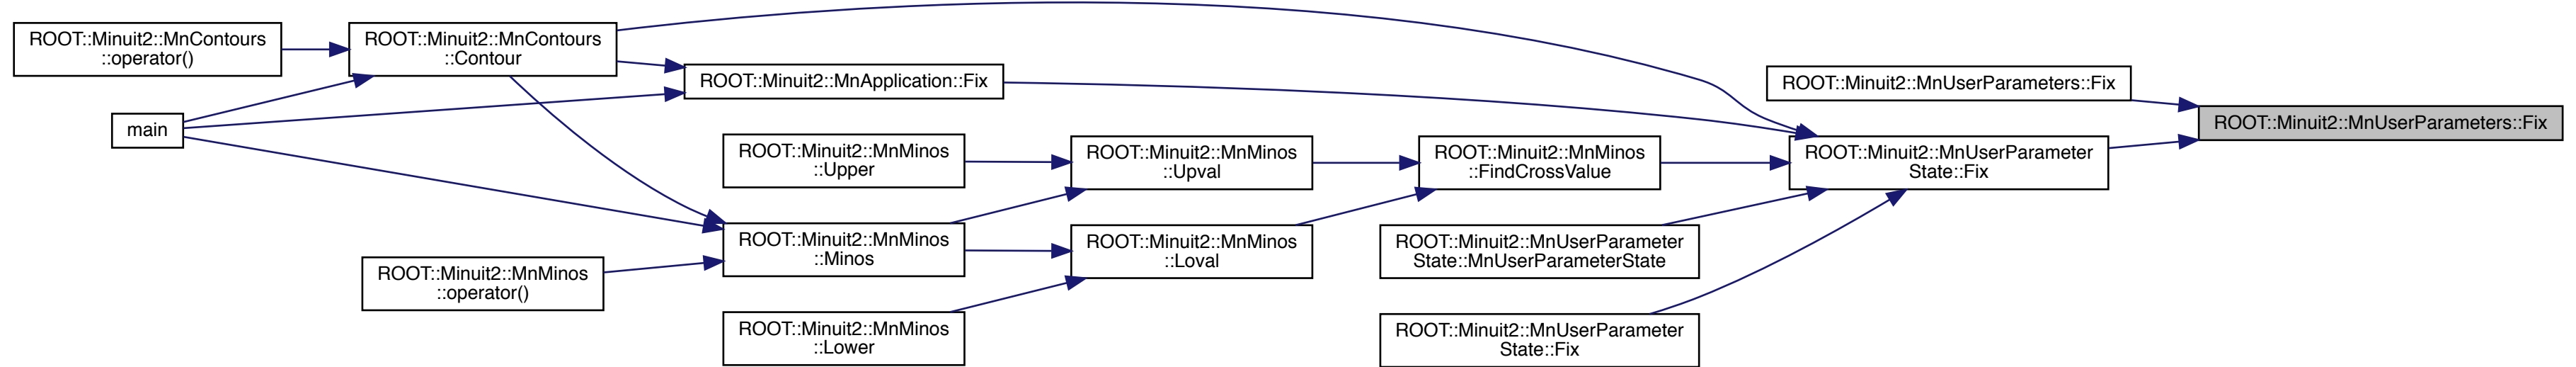 ROOT::Minuit2::MnContours
::operator()
ROOT::Minuit2::MnContours
::Contour
main
ROOT::Minuit2::MnApplication::Fix
ROOT::Minuit2::MnMinos
::Upper
ROOT::Minuit2::MnMinos
::Minos
ROOT::Minuit2::MnMinos
::operator()
ROOT::Minuit2::MnMinos
::Lower
ROOT::Minuit2::MnMinos
::Upval
ROOT::Minuit2::MnMinos
::Loval
ROOT::Minuit2::MnMinos
::FindCrossValue
ROOT::Minuit2::MnUserParameter
State::MnUserParameterState
ROOT::Minuit2::MnUserParameter
State::Fix
ROOT::Minuit2::MnUserParameters::Fix
ROOT::Minuit2::MnUserParameter
State::Fix
ROOT::Minuit2::MnUserParameters::Fix